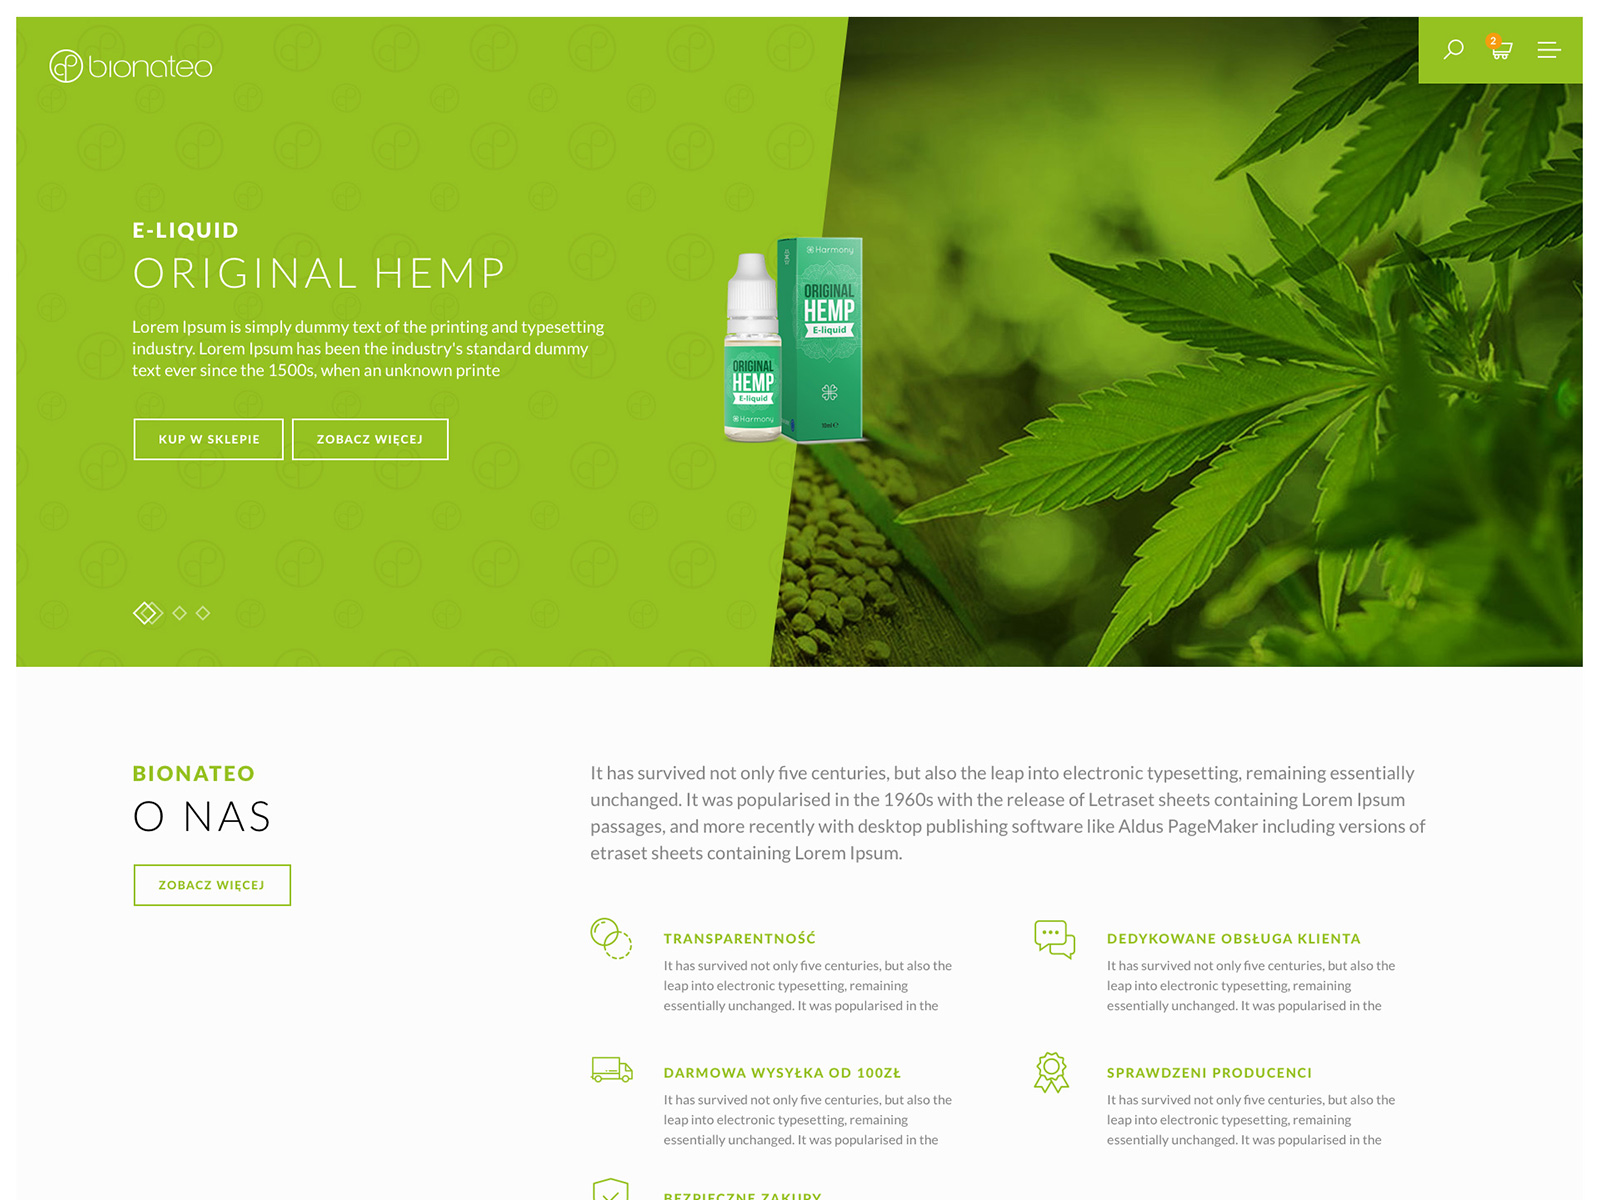 bionateo
2
E-LIQUID
ORIGINAL HEMP
Lorem Ipsum is simply dummy text of the printing and typesetting
industry. Lorem Ipsum has been the industry's standard dummy
text ever since the 1500s, when an unknown printe
KUP W SKLEPIE
ZOBACZ WIĘCEJ
Harmony
ORIGINAL
HEMP
E-liquid
ORIGINAL
HEMP
E-liquid
Harmony
BIONATEO
O NAS
ZOBACZ WIĘCEJ
It has survived not only five centuries, but also the leap into electronic typesetting, remaining essentially
unchanged. It was popularised in the 1960s with the release of Letraset sheets containing Lorem Ipsum
passages, and more recently with desktop publishing software like Aldus PageMaker including versions of
etraset sheets containing Lorem Ipsum.
TRANSPARENTNOŚĆ
It has survived not only five centuries, but also the
leap into electronic typesetting, remaining
essentially unchanged. It was popularised in the
DEDYKOWANE OBSŁUGA KLIENTA
It has survived not only five centuries, but also the
leap into electronic typesetting, remaining
essentially unchanged. It was popularised in the
DARMOWA WYSYŁKA OD 100ZŁ
It has survived not only five centuries, but also the
leap into electronic typesetting, remaining
essentially unchanged. It was popularised in the
SPRAWDZENI PRODUCENCI
It has survived not only five centuries, but also the
leap into electronic typesetting, remaining
essentially unchanged. It was popularised in the
BEZPIECZNE ZAKUPY